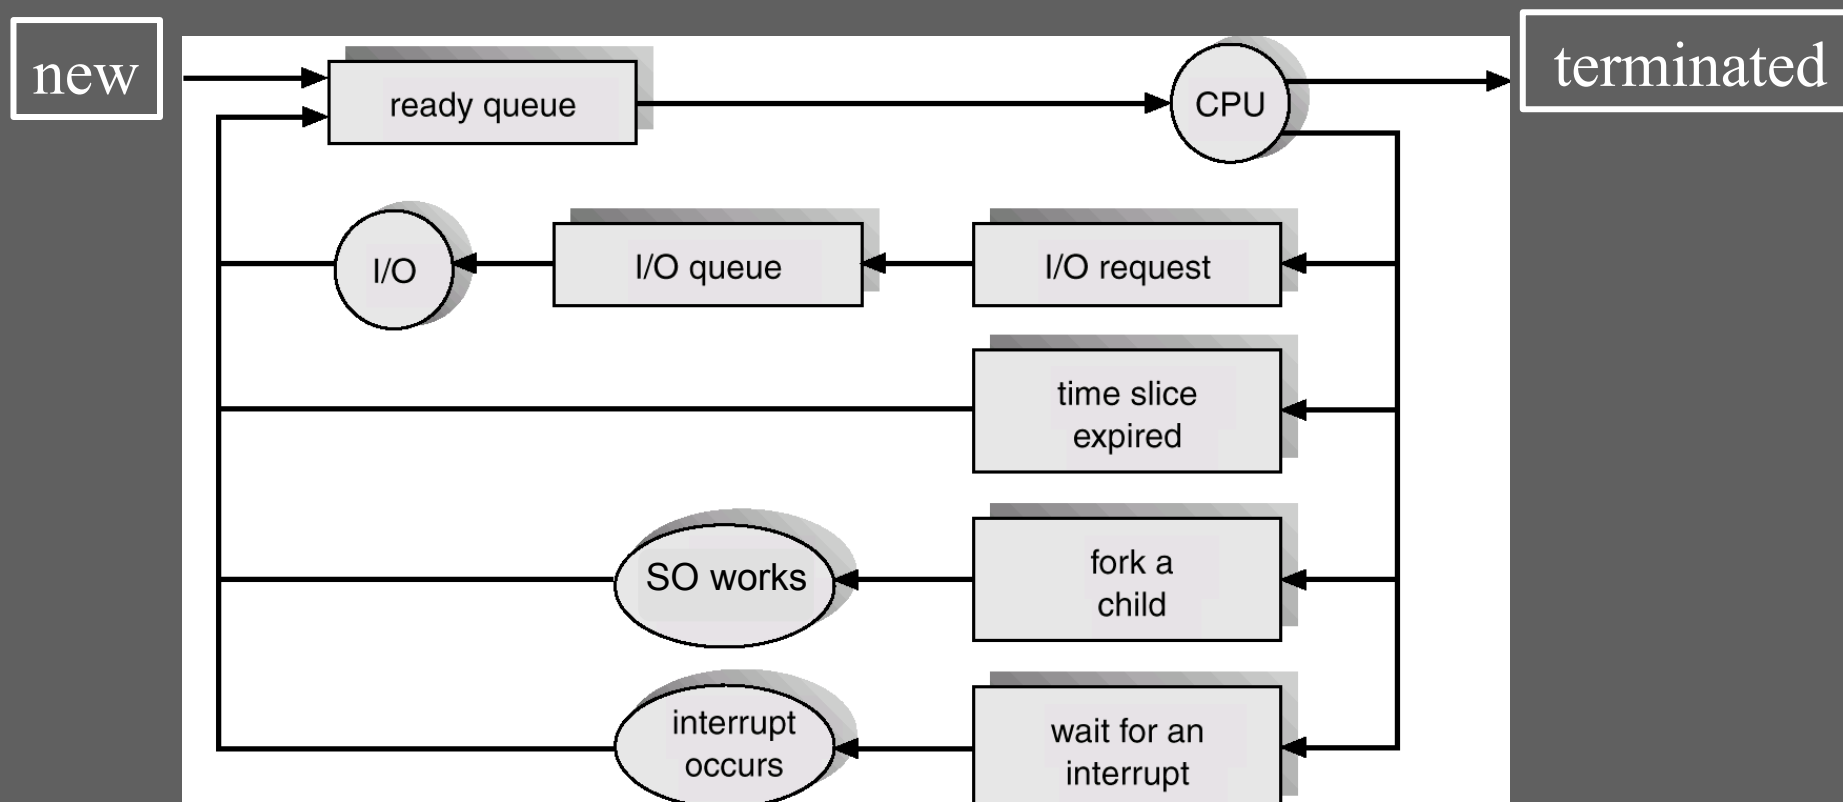 new
terminated
ready queue
CPU
I/O
I/O queue
I/O request
time slice
expired
SO works
fork a
child
interrupt
occurs
wait for an
interrupt